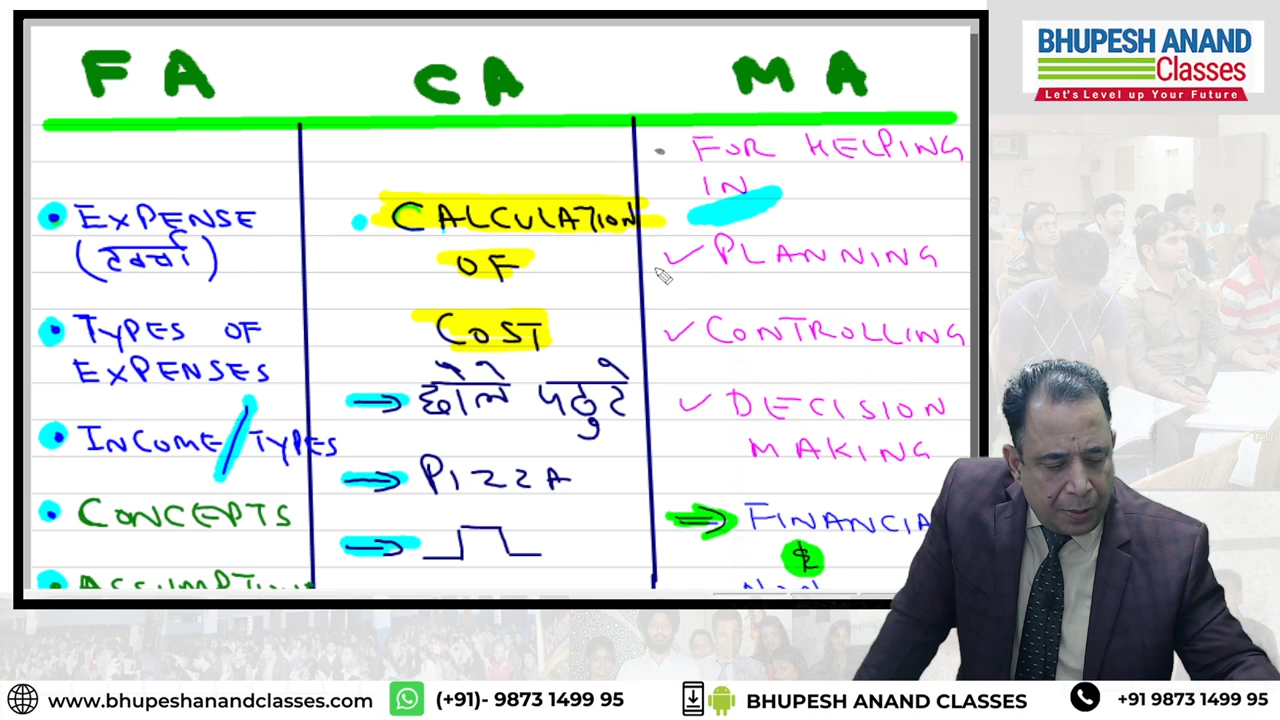 F A
C A
M A
EXPENSE
(खर्चा)
TYPES OF
EXPENSES
INCOME/TYPES
CONCEPTS
CALCULATION
OF
COST
⇒ छोले भठुरे
⇒ PIZZA
⇒
• FOR HELPING
IN
✓ PLANNING
✓ CONTROLLING
✓ DECISION
MAKING
⇒ FINANCIA
&
BHUPESH ANAND
Classes
Let's Level up Your Future
www.bhupeshanandclasses.com
(+91)- 9873 1499 95
BHUPESH ANAND CLASSES
+91 9873 1499 95